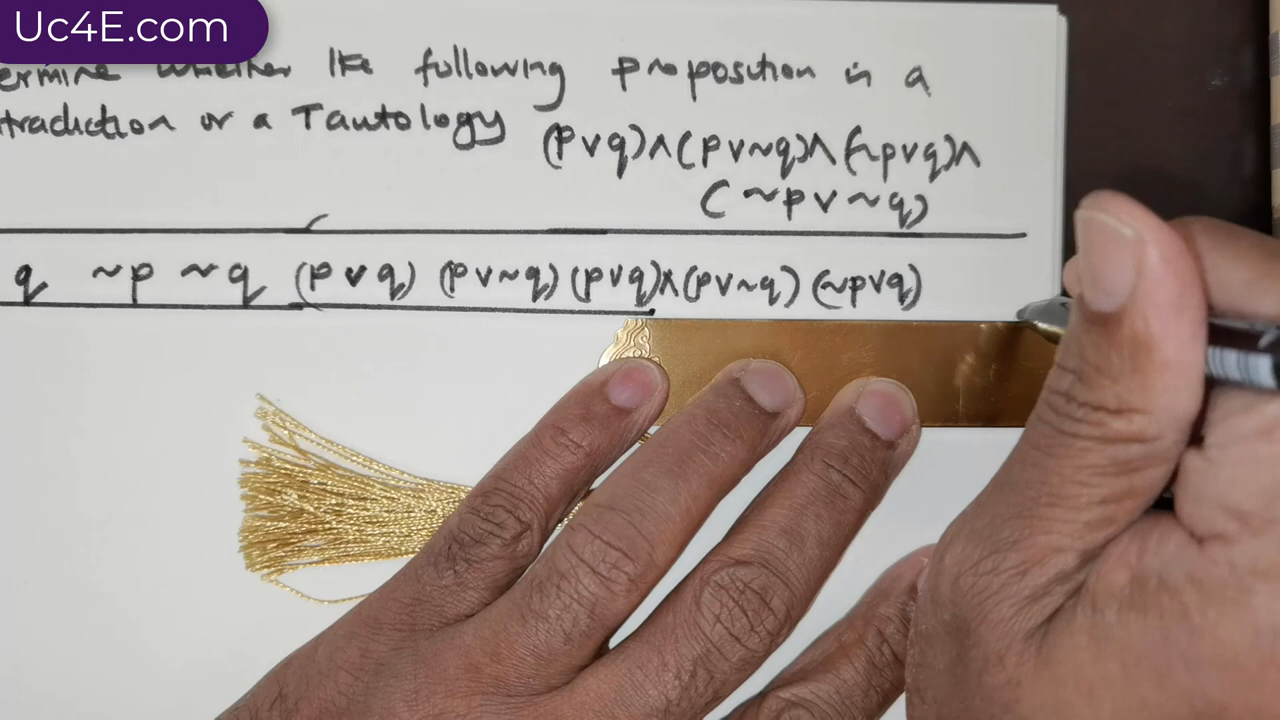 Uc4E.com
ermine whether the following proposition is a
tradiction or a Tautology (p∨q)∧(p∨~q)∧(~p∨q)∧
(~p∨~q)
q ~p ~q (p∨q) (p∨~q) (p∨q)∧(p∨~q) (~p∨q)